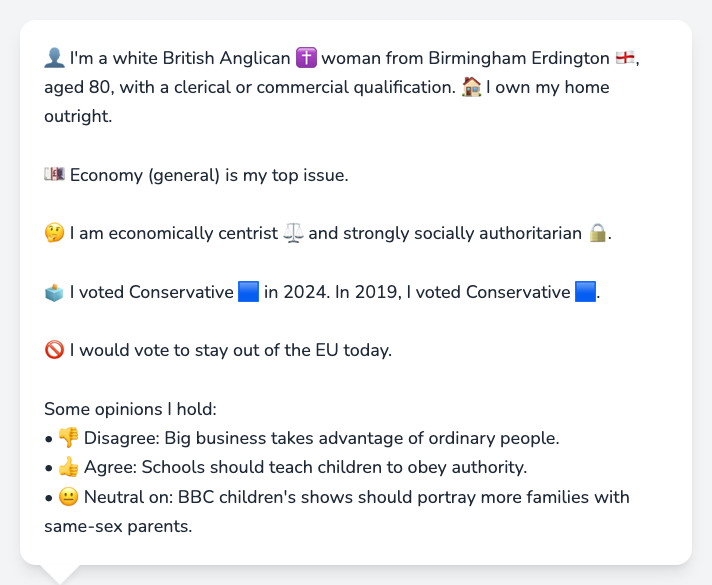 👤 I'm a white British Anglican ✝️ woman from Birmingham Erdington 🏴󠁧󠁢󠁥󠁮󠁧󠁿,
aged 80, with a clerical or commercial qualification. 🏠 I own my home
outright.
💷 Economy (general) is my top issue.
🤔 I am economically centrist ⚖️ and strongly socially authoritarian 🔒.
🗳️ I voted Conservative 🟦 in 2024. In 2019, I voted Conservative 🟦.
🚫 I would vote to stay out of the EU today.
Some opinions I hold:
• 👎 Disagree: Big business takes advantage of ordinary people.
• 👍 Agree: Schools should teach children to obey authority.
• 😐 Neutral on: BBC children's shows should portray more families with
same-sex parents.